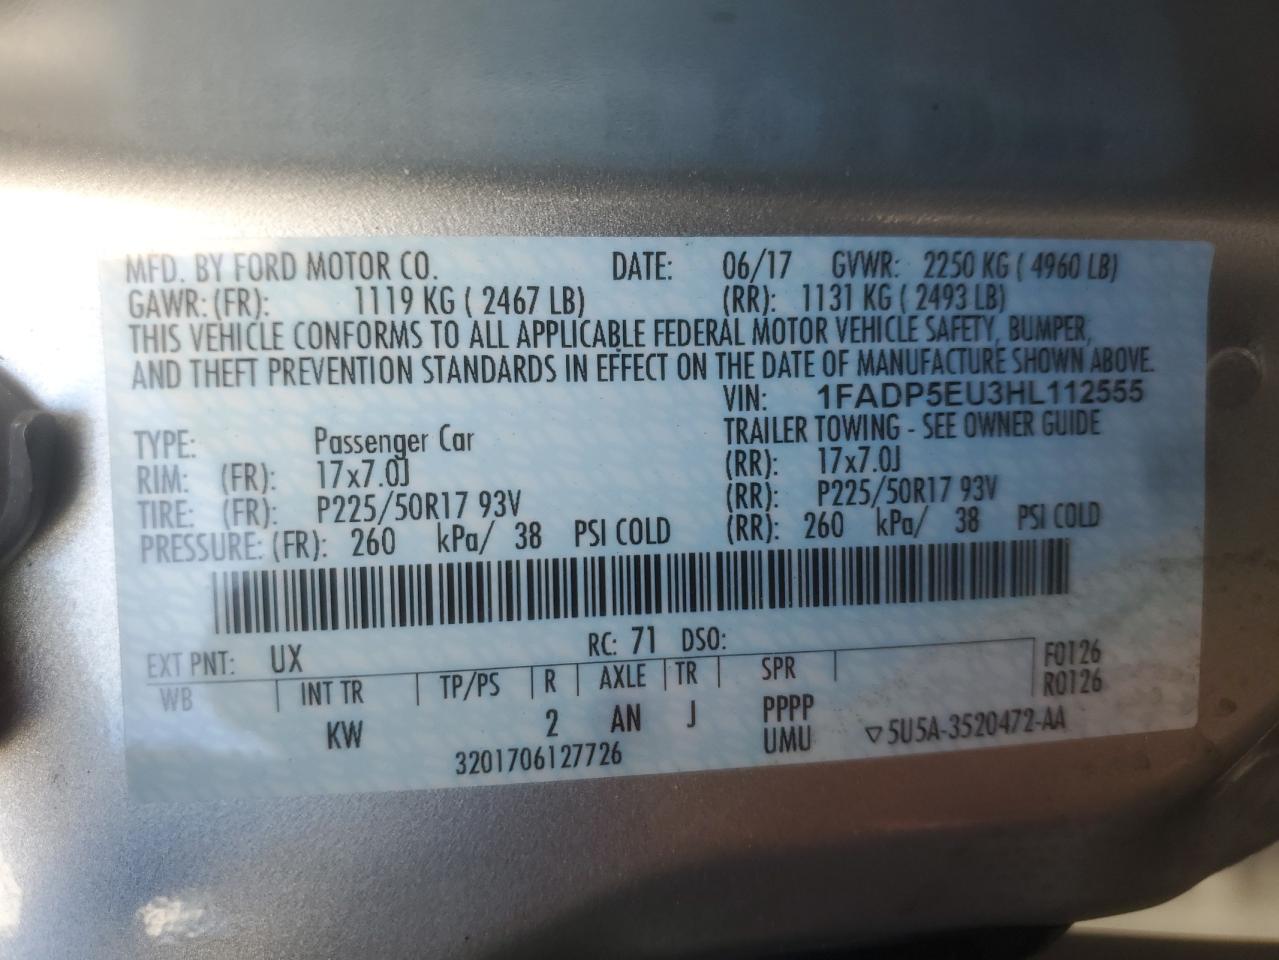 MFD. BY FORD MOTOR CO. DATE: 06/17 GVWR: 2250 KG ( 4960 LB)
GAWR: (FR): 1119 KG ( 2467 LB) (RR): 1131 KG ( 2493 LB)
THIS VEHICLE CONFORMS TO ALL APPLICABLE FEDERAL MOTOR VEHICLE SAFETY, BUMPER,
AND THEFT PREVENTION STANDARDS IN EFFECT ON THE DATE OF MANUFACTURE SHOWN ABOVE.
VIN: 1FADP5EU3HL112555
TYPE: Passenger Car TRAILER TOWING - SEE OWNER GUIDE
RIM: (FR): 17x7.0J (RR): 17x7.0J
TIRE: (FR): P225/50R17 93V (RR): P225/50R17 93V
PRESSURE: (FR): 260 kPa/ 38 PSI COLD (RR): 260 kPa/ 38 PSI COLD
EXT PNT: UX RC: 71 DSO: F0126
WB INT TR TP/PS R AXLE TR SPR R0126
KW 2 AN J PPPP
3201706127726 UMU ▽5U5A-3520472-AA